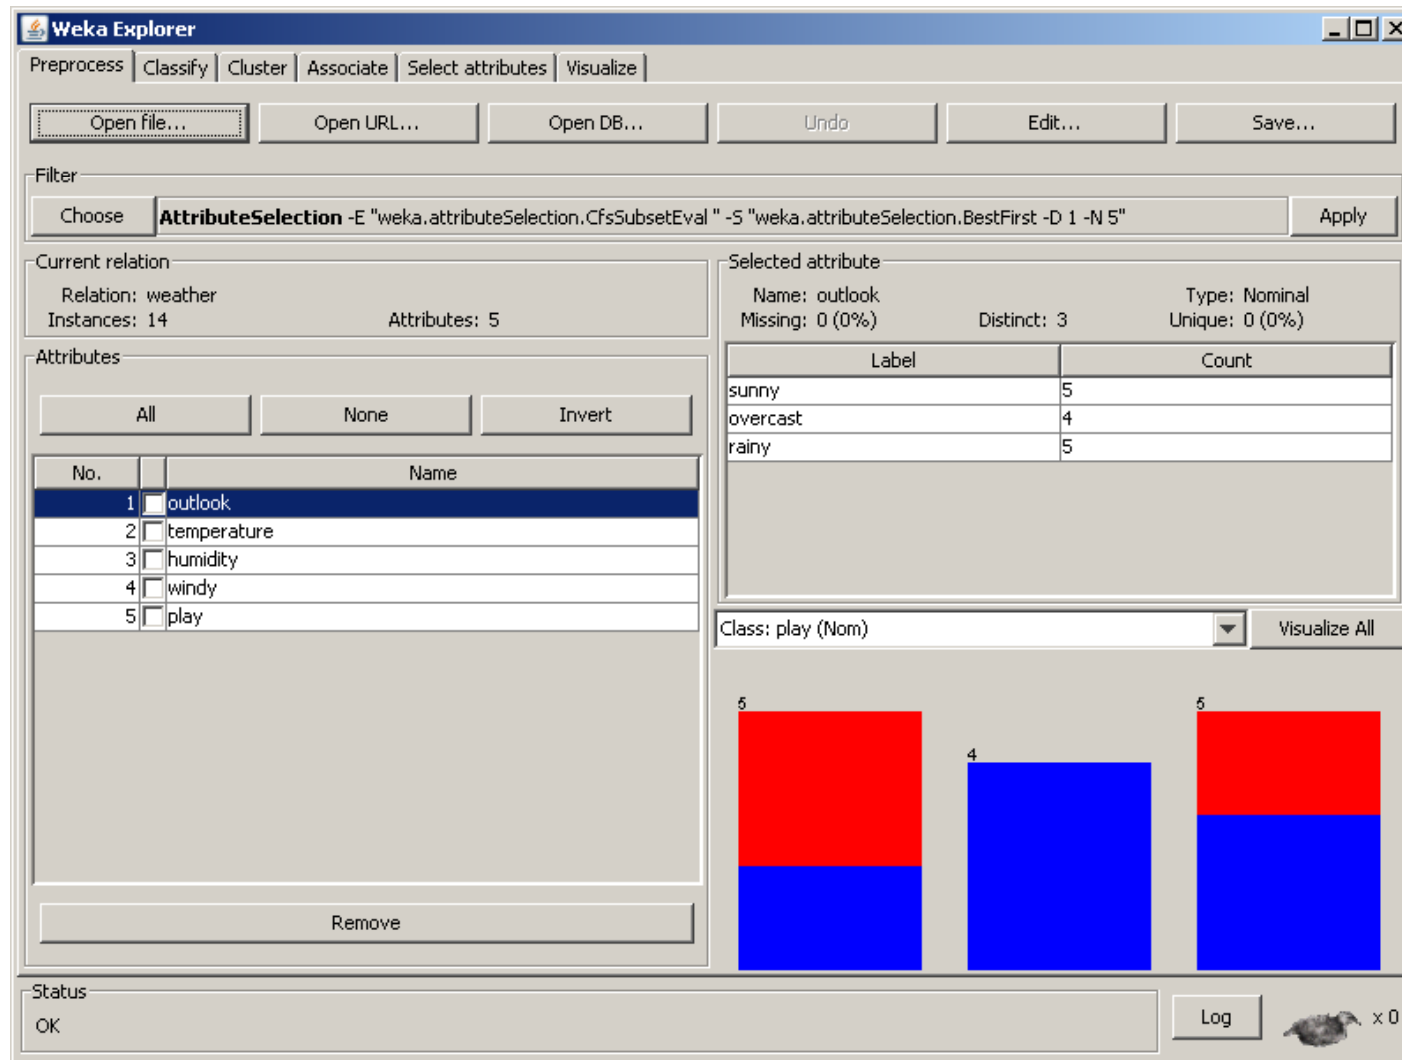 Weka Explorer
Preprocess Classify Cluster Associate Select attributes Visualize
Open file... Open URL... Open DB... Undo Edit... Save...
Filter
Choose AttributeSelection -E "weka.attributeSelection.CfsSubsetEval " -S "weka.attributeSelection.BestFirst -D 1 -N 5" Apply
Current relation
Relation: weather
Instances: 14 Attributes: 5
Selected attribute
Name: outlook Type: Nominal
Missing: 0 (0%) Distinct: 3 Unique: 0 (0%)
Attributes
All None Invert
No. Name
1 outlook
2 temperature
3 humidity
4 windy
5 play
Remove
Label Count
sunny 5
overcast 4
rainy 5
Class: play (Nom) Visualize All
5 4 5
Status
OK
Log x 0